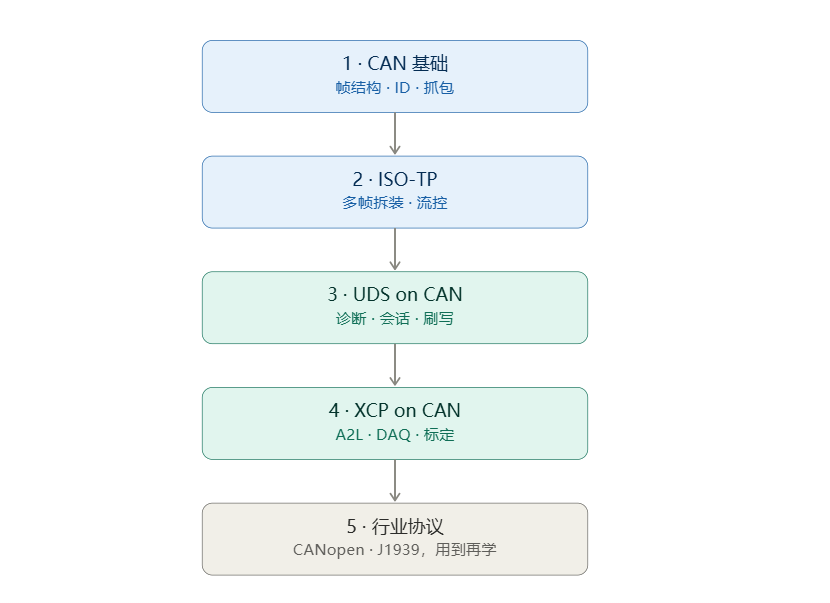 1 · CAN 基础
帧结构 · ID · 抓包
2 · ISO-TP
多帧拆装 · 流控
3 · UDS on CAN
诊断 · 会话 · 刷写
4 · XCP on CAN
A2L · DAQ · 标定
5 · 行业协议
CANopen · J1939，用到再学